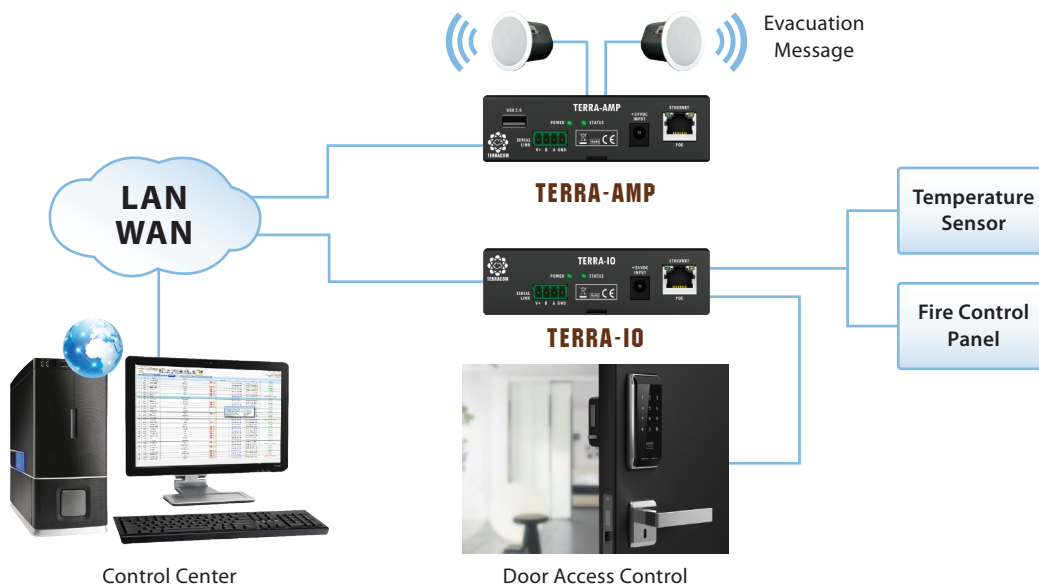 Evacuation
Message
USB 2.0
TERRA-AMP
ETHERNET
POWER
STATUS
+24VDC
INPUT
SERIAL
LINK
V+ B A GND
CE
POE
TERRACOM
TERRA-AMP
LAN
WAN
Temperature
Sensor
TERRA-IO
ETHERNET
POWER
STATUS
INPUT
SERIAL
LINK
V+ B A GND
CE
POE
TERRACOM
TERRA-IO
Fire Control
Panel
Control Center
Door Access Control